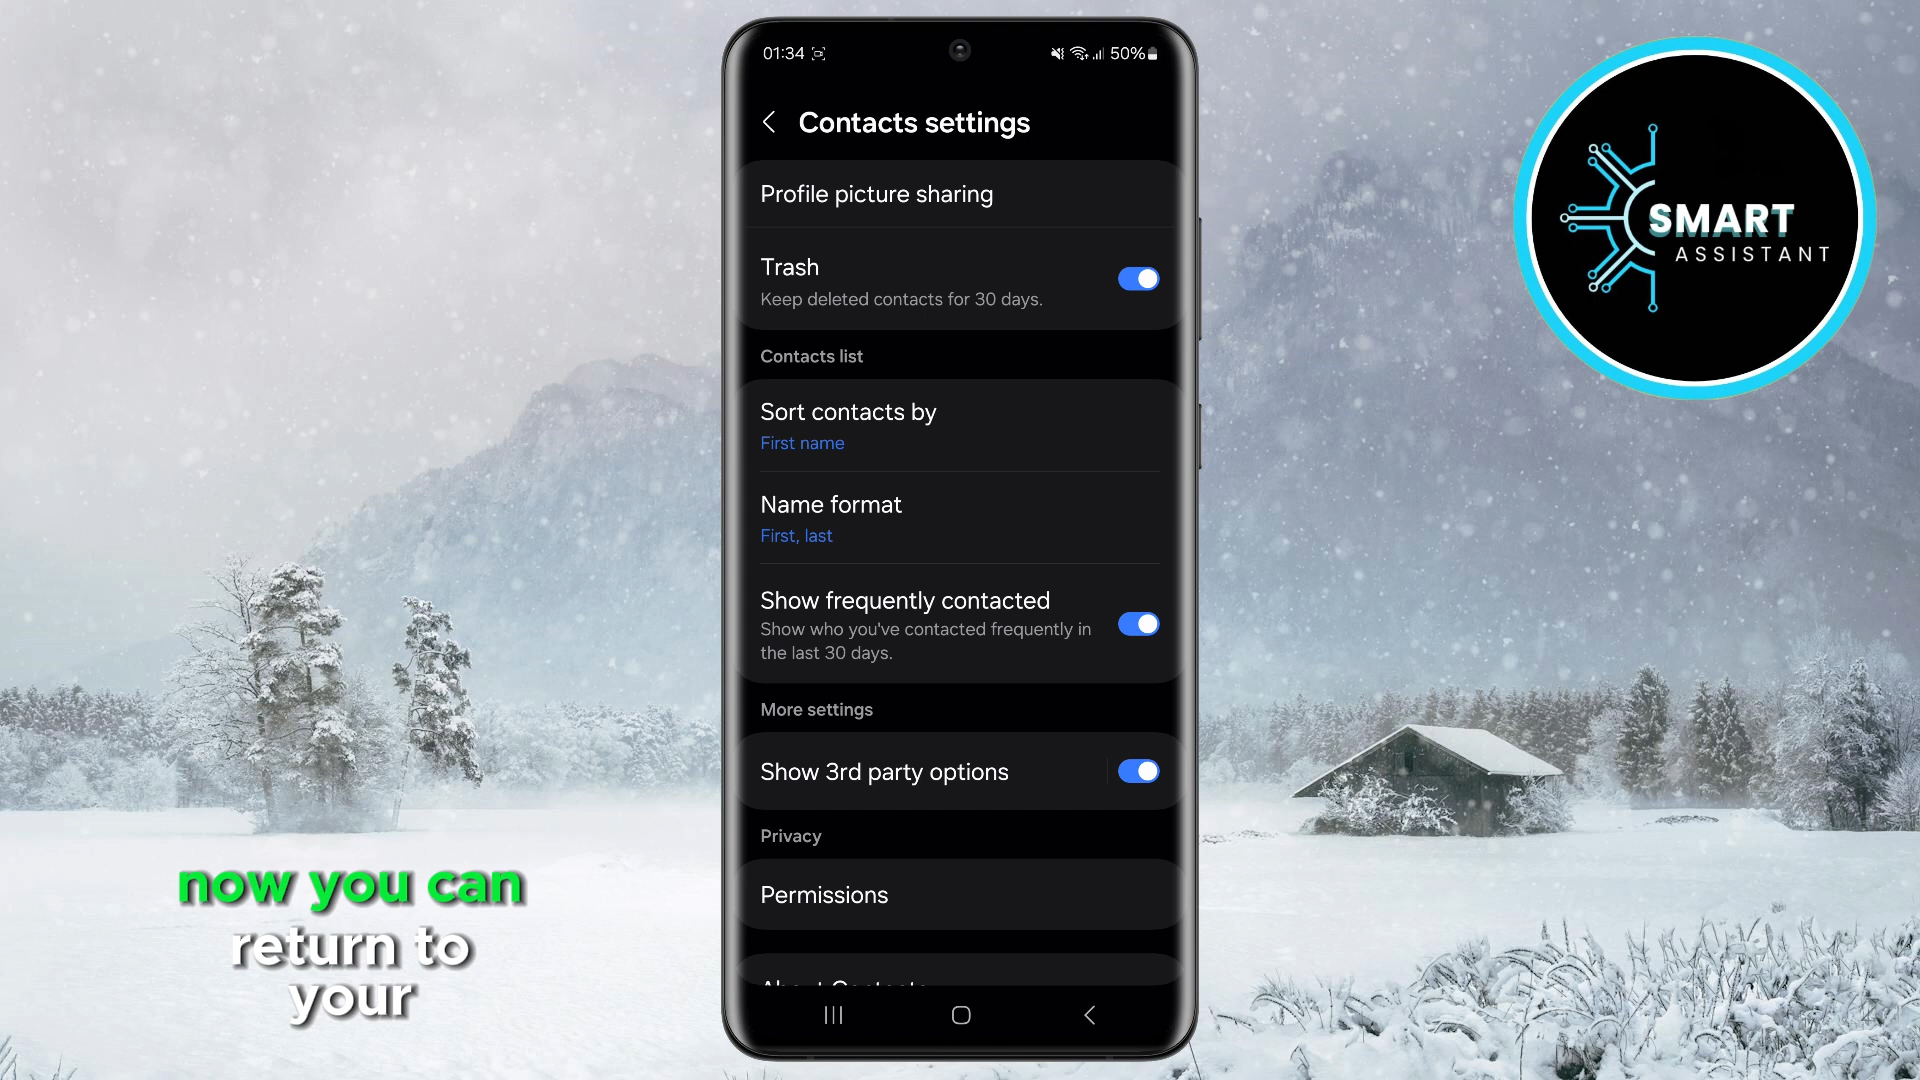 01:34
50%
Contacts settings
Profile picture sharing
Trash
Keep deleted contacts for 30 days.
Contacts list
Sort contacts by
First name
Name format
First, last
Show frequently contacted
Show who you've contacted frequently in
the last 30 days.
More settings
Show 3rd party options
Privacy
Permissions
About Contacts
SMART
ASSISTANT
now you can
return to
your